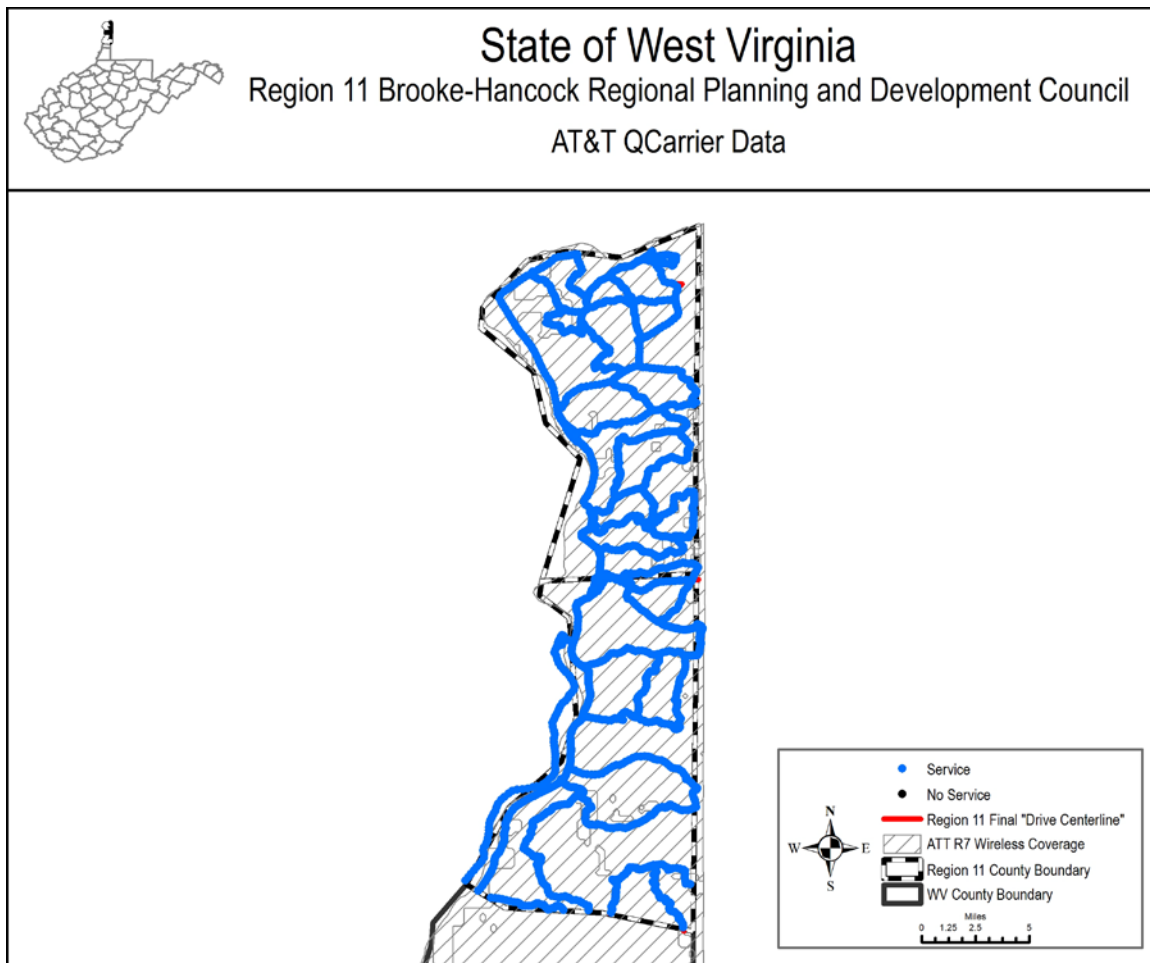 State of West Virginia
Region 11 Brooke-Hancock Regional Planning and Development Council
AT&T QCarrier Data
Service
No Service
Region 11 Final "Drive Centerline"
ATT R7 Wireless Coverage
Region 11 County Boundary
WV County Boundary
N
W E
S
Miles
0 1.25 2.5 5